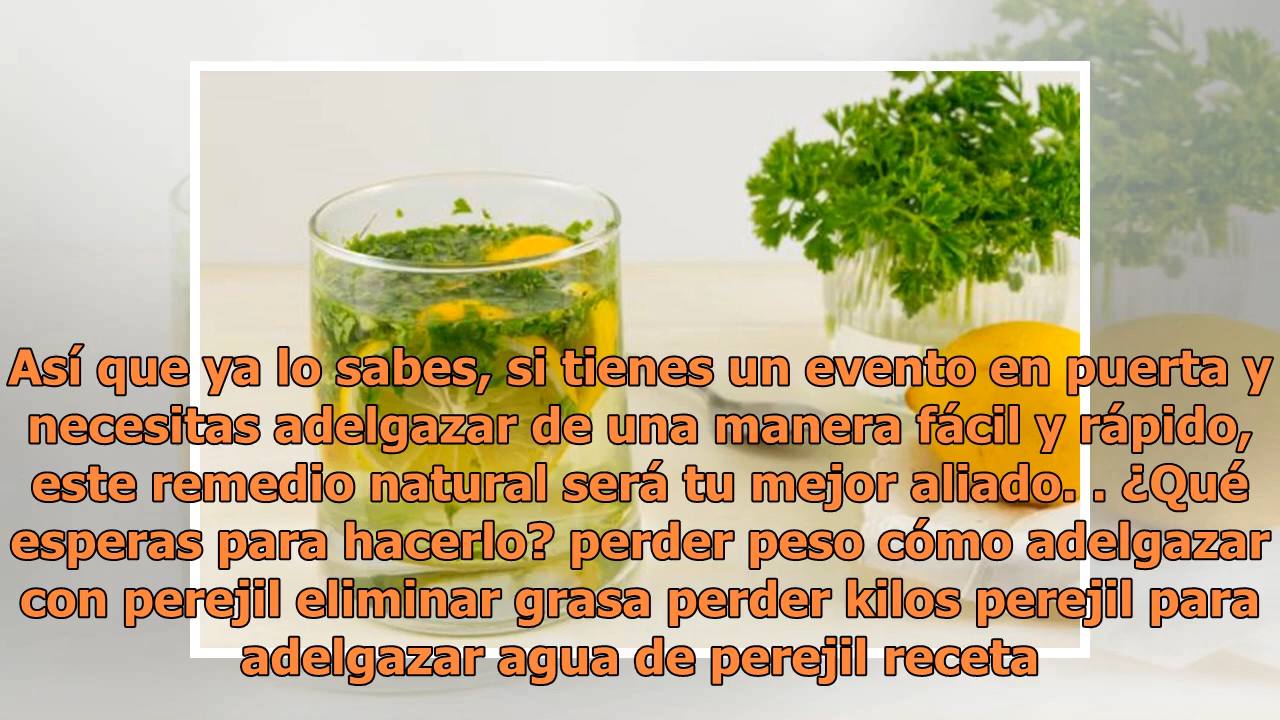 Así que ya lo sabes, si tienes un evento en puerta y
necesitas adelgazar de una manera fácil y rápido,
este remedio natural será tu mejor aliado. . ¿Qué
esperas para hacerlo? perder peso cómo adelgazar
con perejil eliminar grasa perder kilos perejil para
adelgazar agua de perejil receta